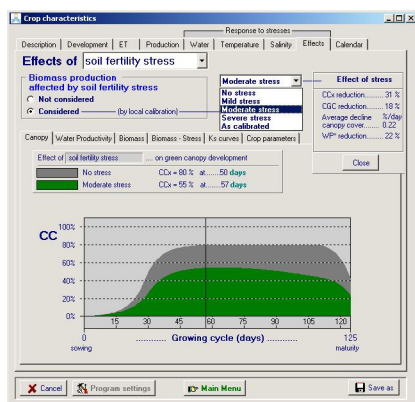 Crop characteristics
Response to stresses
Description Development ET Production Water Temperature Salinity Effects Calendar
Effects of soil fertility stress
Biomass production
affected by soil fertility stress
Not considered
Considered (by local calibration)
Moderate stress
No stress
Mild stress
Moderate stress
Severe stress
As calibrated
Effect of stress
CCx reduction.......... 31 %
CGC reduction......... 18 %
Average decline %/day
canopy cover........ 0.22
WP* reduction......... 22 %
Close
Canopy Water Productivity Biomass Biomass - Stress Ks curves Crop parameters
Effect of soil fertility stress .... on green canopy development
No stress CCx = 80 % at.......50 days
Moderate stress CCx = 55 % at.......57 days
CC
100%
80%
60%
40%
20%
0%
15 30 45 60 75 90 105 120
0 ............ Growing cycle (days) ............ 125
sowing maturity
Cancel Program settings Main Menu Save as